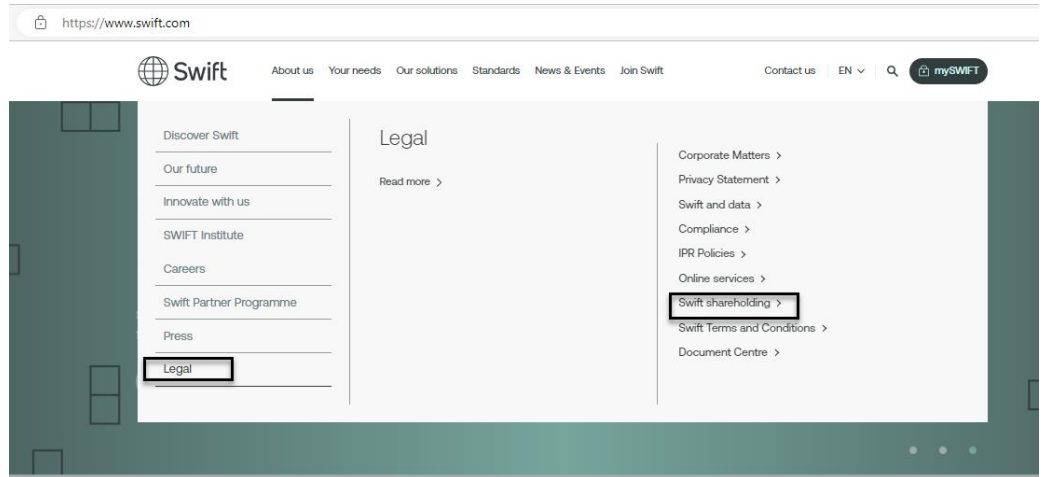 https://www.swift.com
Swift About us Your needs Our solutions Standards News & Events Join Swift Contact us EN mySWIFT
Discover Swift
Our future
Innovate with us
SWIFT Institute
Careers
Swift Partner Programme
Press
Legal
Legal
Read more
Corporate Matters
Privacy Statement
Swift and data
Compliance
IPR Policies
Online services
Swift shareholding
Swift Terms and Conditions
Document Centre